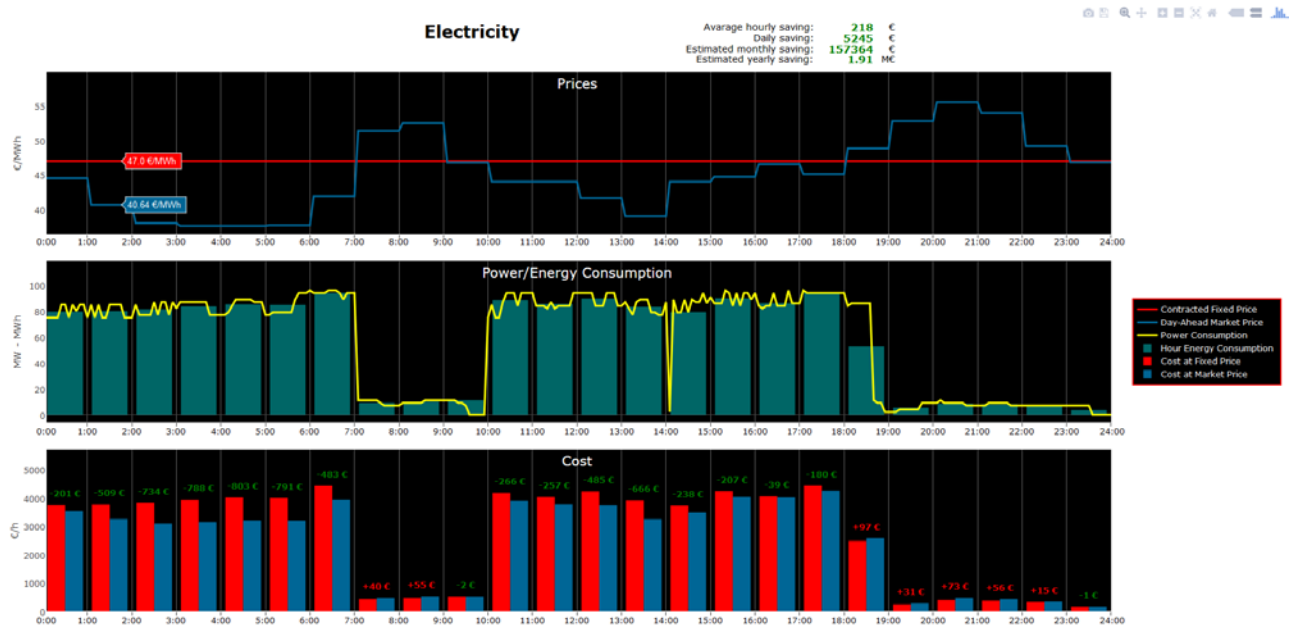 Electricity
Avarage hourly saving: 218 €
Daily saving: 5245 €
Estimated monthly saving: 157364 €
Estimated yearly saving: 1.91 M€
Prices
€/MWh
55
50
45
40
47.0 €/MWh
40.64 €/MWh
0:00 1:00 2:00 3:00 4:00 5:00 6:00 7:00 8:00 9:00 10:00 11:00 12:00 13:00 14:00 15:00 16:00 17:00 18:00 19:00 20:00 21:00 22:00 23:00 24:00
Power/Energy Consumption
MW - MWh
100
80
60
40
20
0
0:00 1:00 2:00 3:00 4:00 5:00 6:00 7:00 8:00 9:00 10:00 11:00 12:00 13:00 14:00 15:00 16:00 17:00 18:00 19:00 20:00 21:00 22:00 23:00 24:00
Contracted Fixed Price
Day-Ahead Market Price
Power Consumption
Hour Energy Consumption
Cost at Fixed Price
Cost at Market Price
Cost
€/h
5000
4000
3000
2000
1000
0
-201 € -509 € -734 € -788 € -803 € -791 € -483 € +40 € +55 € -2 € -266 € -257 € -485 € -666 € -238 € -207 € -39 € -180 € +97 € +31 € +23 € +56 € +15 € -1 €
0:00 1:00 2:00 3:00 4:00 5:00 6:00 7:00 8:00 9:00 10:00 11:00 12:00 13:00 14:00 15:00 16:00 17:00 18:00 19:00 20:00 21:00 22:00 23:00 24:00